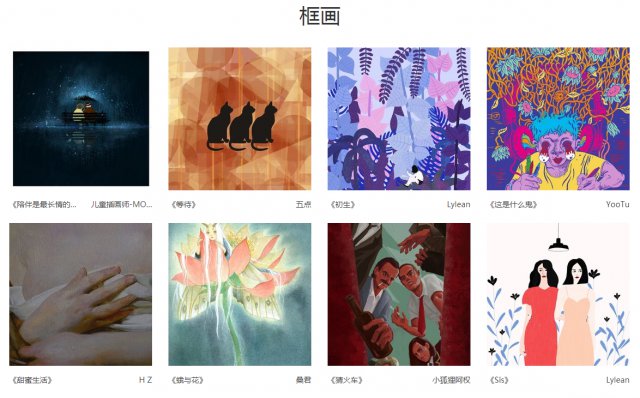 框画
《陪伴是最长情的... 儿童插画师-MO...
《等待》 五点
《初生》 Lylean
《这是什么鬼》 YooTu
《甜蜜生活》 H Z
《蛾与花》 桑君
《猜火车》 小狐狸阿权
《Sis》 Lylean